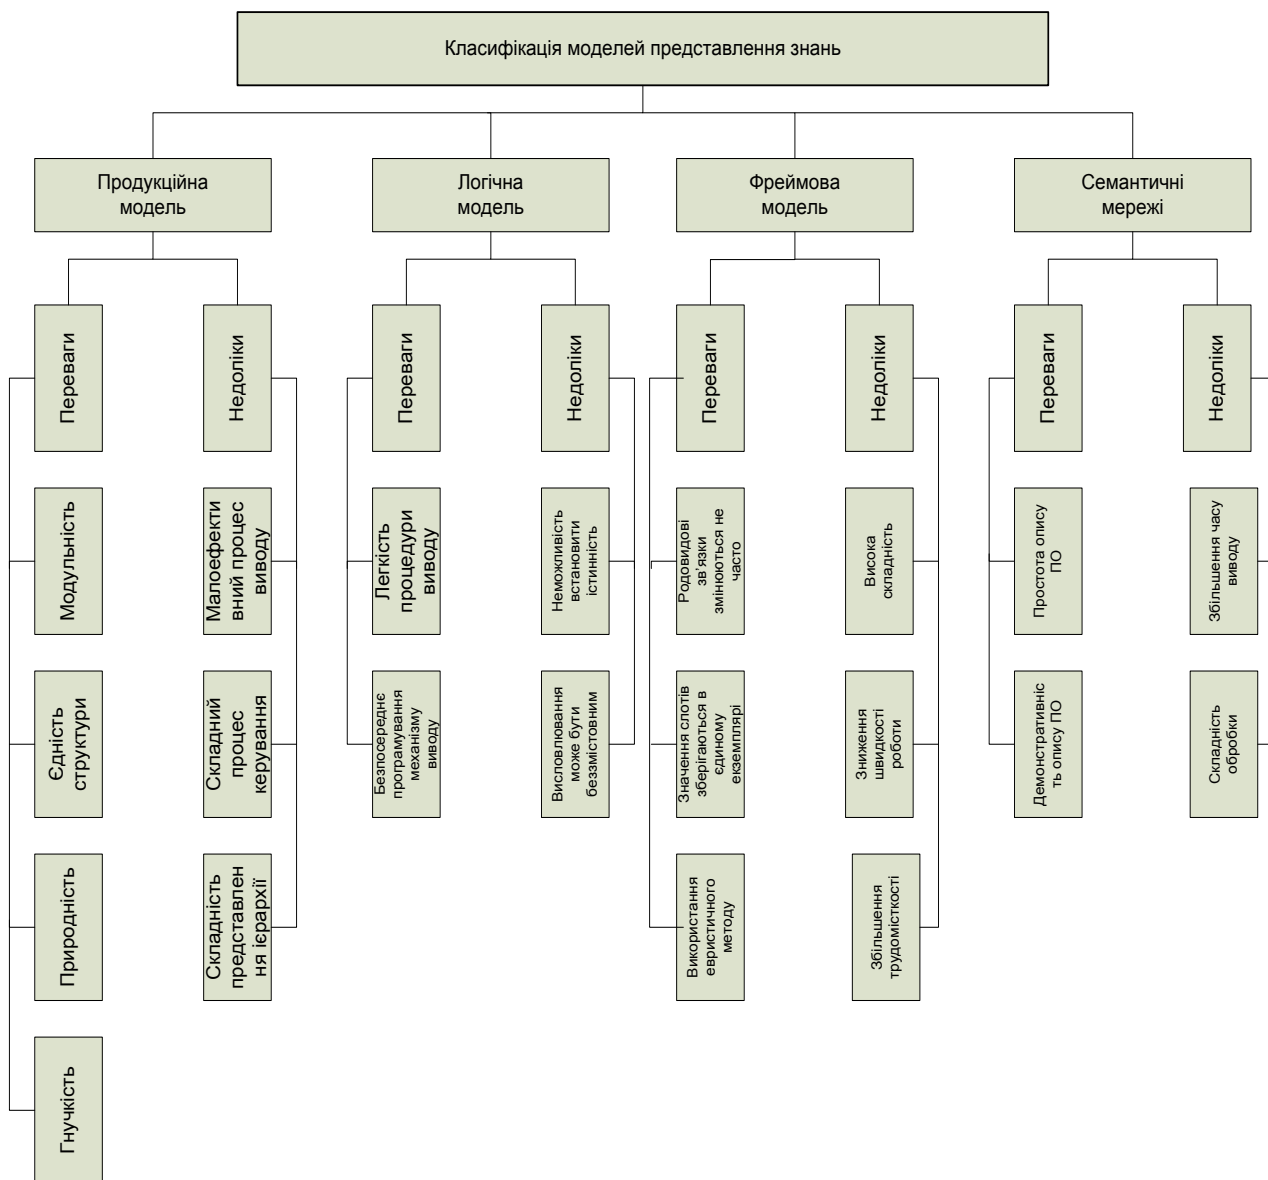 Класифікація моделей представлення знань
Продукційна
модель
Логічна
модель
Фреймова
модель
Семантичні
мережі
Переваги
Недоліки
Переваги
Недоліки
Переваги
Недоліки
Переваги
Недоліки
Модульність
Малоефекти
вний процес
виводу
Легкість
процедури
виводу
Неможливість
встановити
істинність
Родовидові
зв'язки
змінюються не
часто
Висока
складність
Простота опису
ПО
Збільшення часу
виводу
Єдність
структури
Складний
процес
керування
Безпосереднє
програмування
механізму
виводу
Висловлювання
може бути
беззмістовним
Значення слотів
зберігаються в
єдиному
екземплярі
Зниження
швидкості
роботи
Демонстративніс
ть опису ПО
Складність
обробки
Природність
Складність
представлен
ня ієрархії
Використання
евристичного
методу
Збільшення
трудомісткості
Гнучкість